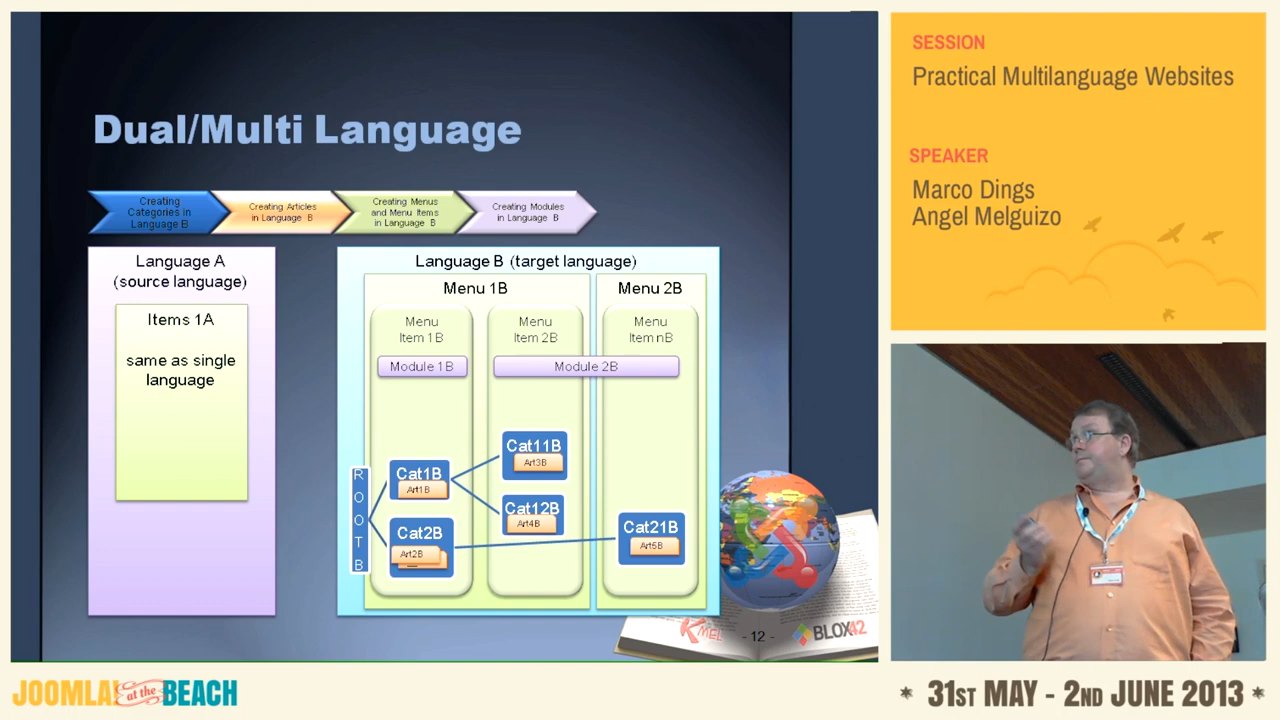 Dual/Multi Language
Creating
Categories in
Language B
Creating Articles
in Language B
Creating Menus
and Menu Items
in Language B
Creating Modules
in Language B
Language A
(source language)
Items 1A
same as single
language
Language B (target language)
Menu 1B
Menu 2B
Menu
Item 1B
Menu
Item 2B
Menu
Item nB
Module 1B
Module 2B
ROOT B
Cat1B
Art1B
Cat2B
Art2B
Cat11B
Art3B
Cat12B
Art4B
Cat21B
Art5B
KMEL
- 12 -
BLOX42
SESSION
Practical Multilanguage Websites
SPEAKER
Marco Dings
Angel Melguizo
JOOMLA! at the BEACH
* 31ST MAY - 2ND JUNE 2013 *